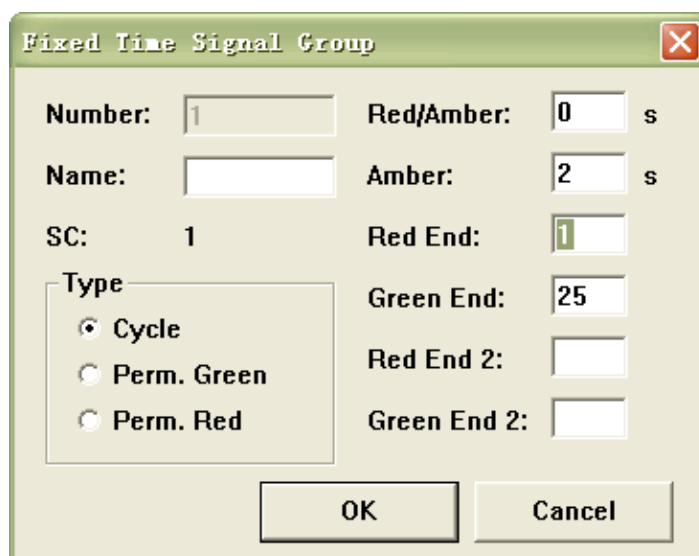 Fixed Time Signal Group
Number: 1
Red/Amber: 0 s
Name:
Amber: 2 s
SC: 1
Red End: 1
Type
Green End: 25
Cycle
Red End 2:
Perm. Green
Green End 2:
Perm. Red
OK
Cancel